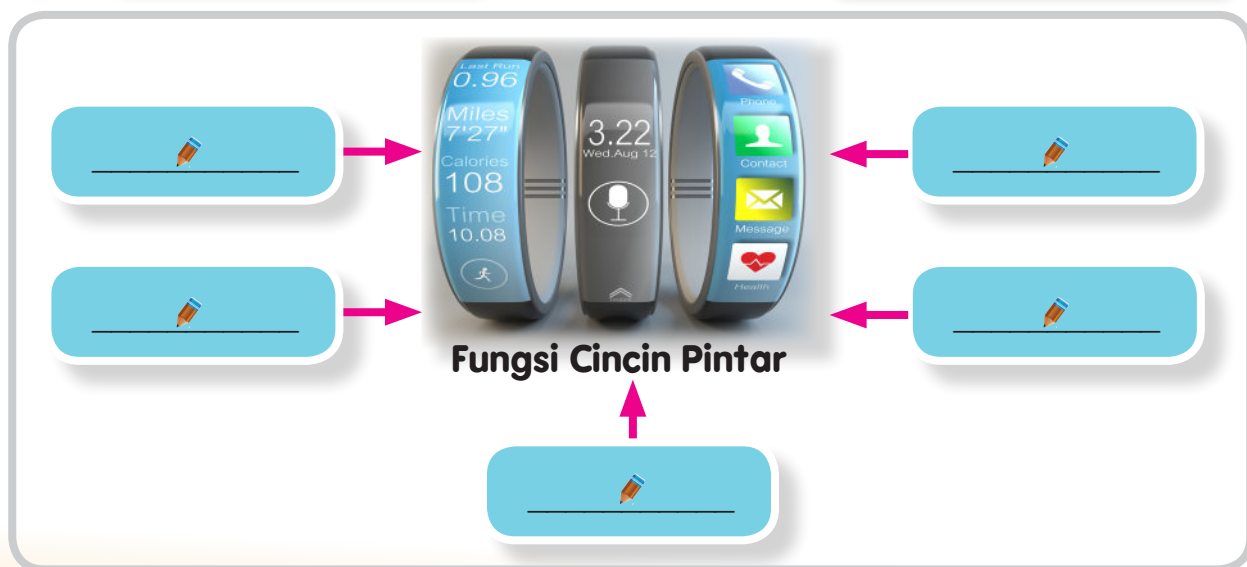 Last Run
0.96
Miles
7'27"
Calories
108
Time
10.08
3.22
Wed.Aug 12
Phone
Contact
Message
Health
Fungsi Cincin Pintar